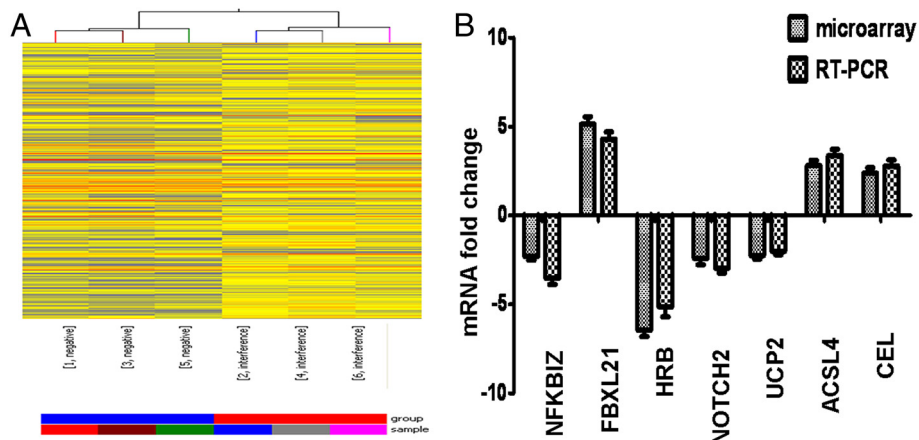 A
[1, negative]
[3, negative]
[5, negative]
[2, interference]
[4, interference]
[6, interference]
group
sample
B
microarray
RT-PCR
mRNA fold change
10
5
0
-5
-10
NFKBIZ
FBXL21
HRB
NOTCH2
UCP2
ACSL4
CEL